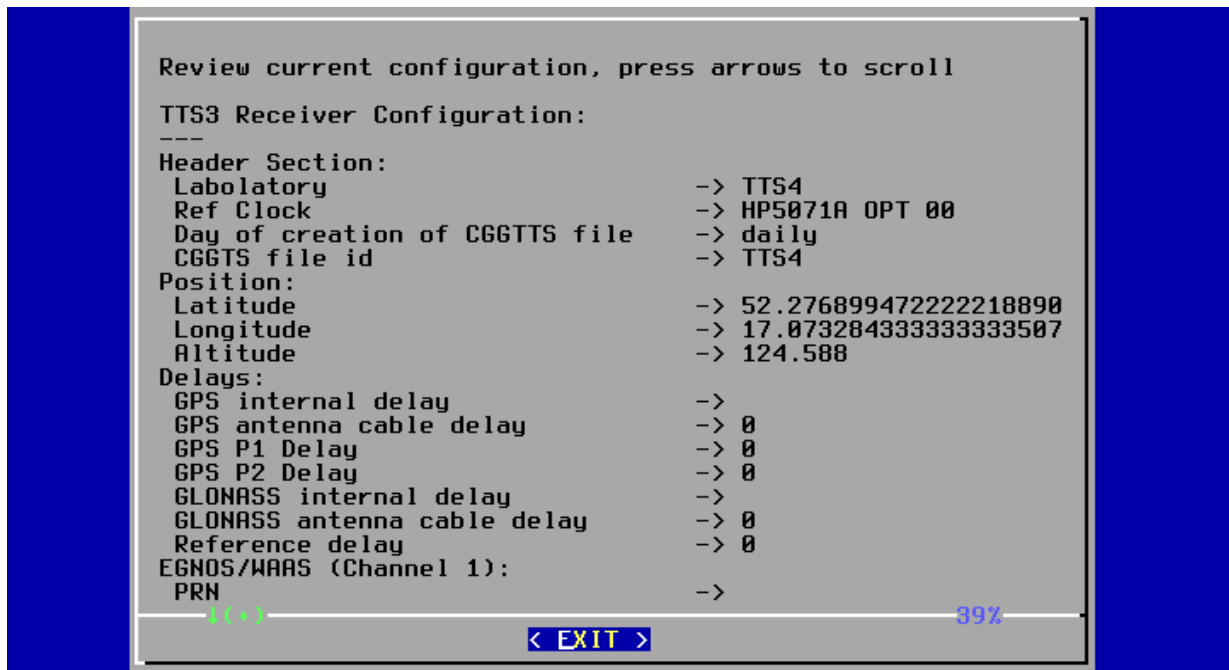 Review current configuration, press arrows to scroll
TTS3 Receiver Configuration:
---
Header Section:
Labolatory -> TTS4
Ref Clock -> HP5071A OPT 00
Day of creation of CGGTTS file -> daily
CGGTS file id -> TTS4
Position:
Latitude -> 52.276899472222218890
Longitude -> 17.073284333333333507
Altitude -> 124.588
Delays:
GPS internal delay ->
GPS antenna cable delay -> 0
GPS P1 Delay -> 0
GPS P2 Delay -> 0
GLONASS internal delay ->
GLONASS antenna cable delay -> 0
Reference delay -> 0
EGNOS/WAAS (Channel 1):
PRN ->
↓(+) 39%
< EXIT >